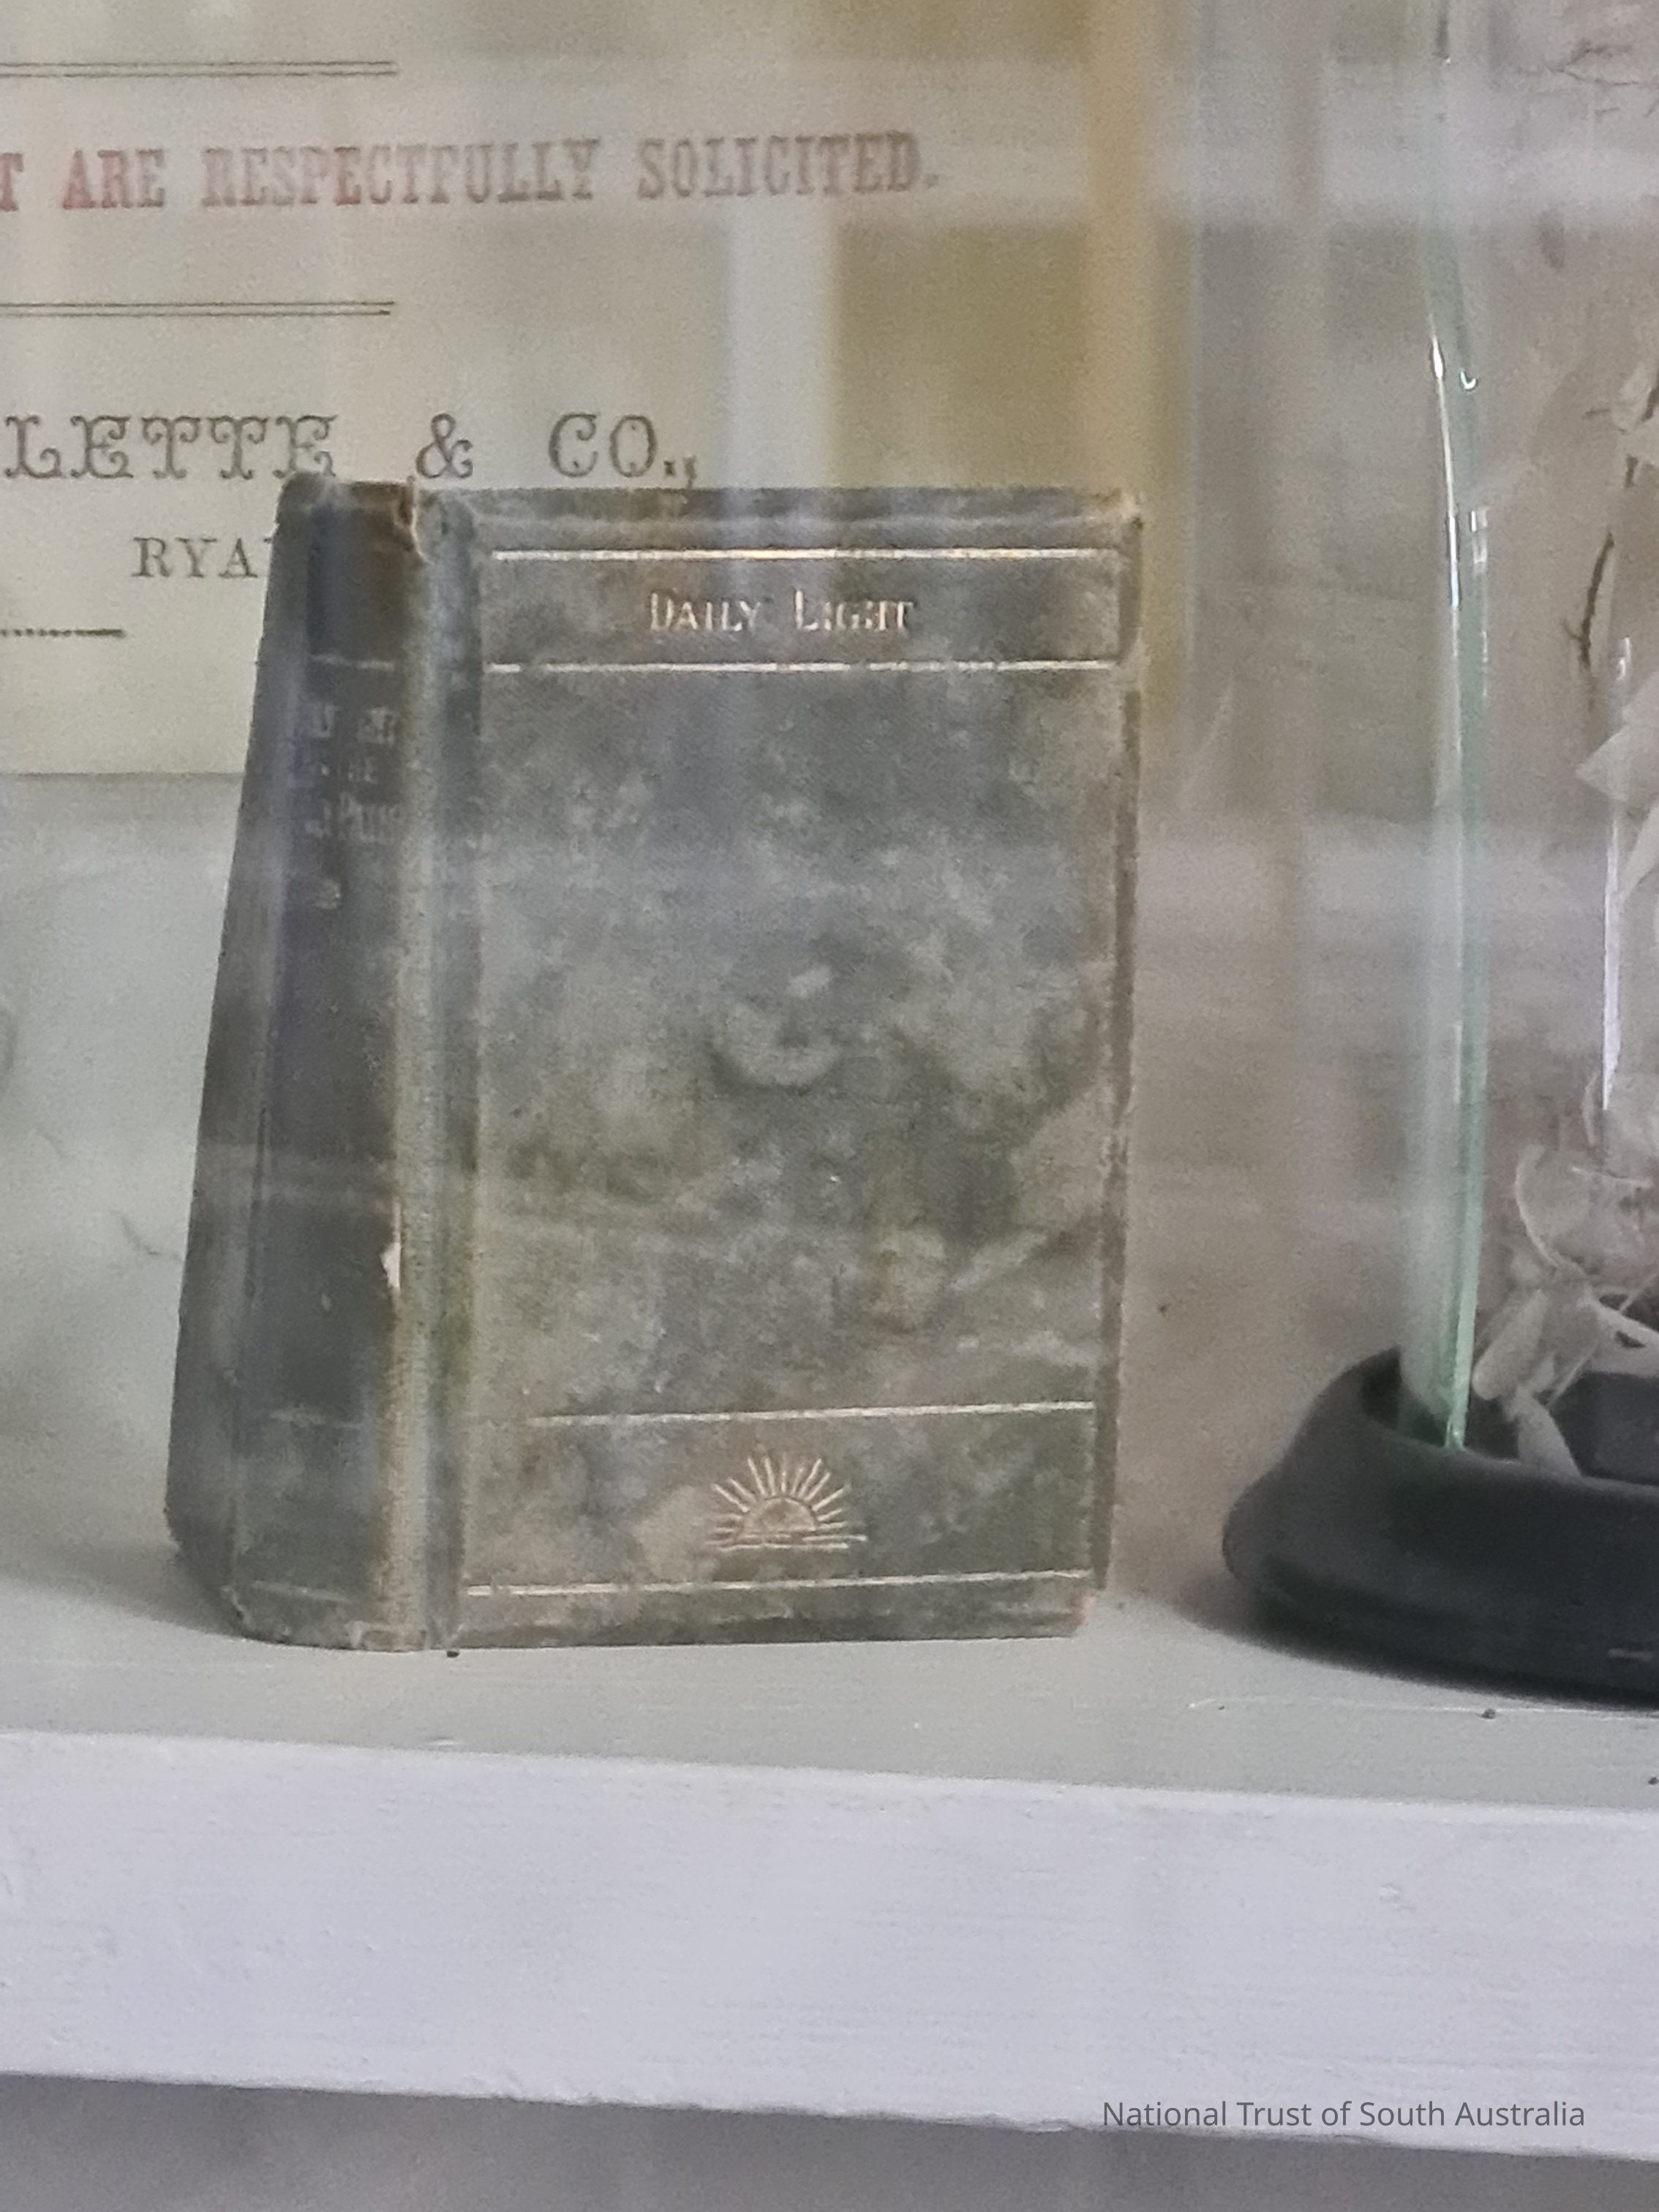 T ARE RESPECTFULLY SOLICITED.
LETTE & CO.,
RYA
DAILY LIGHT
National Trust of South Australia